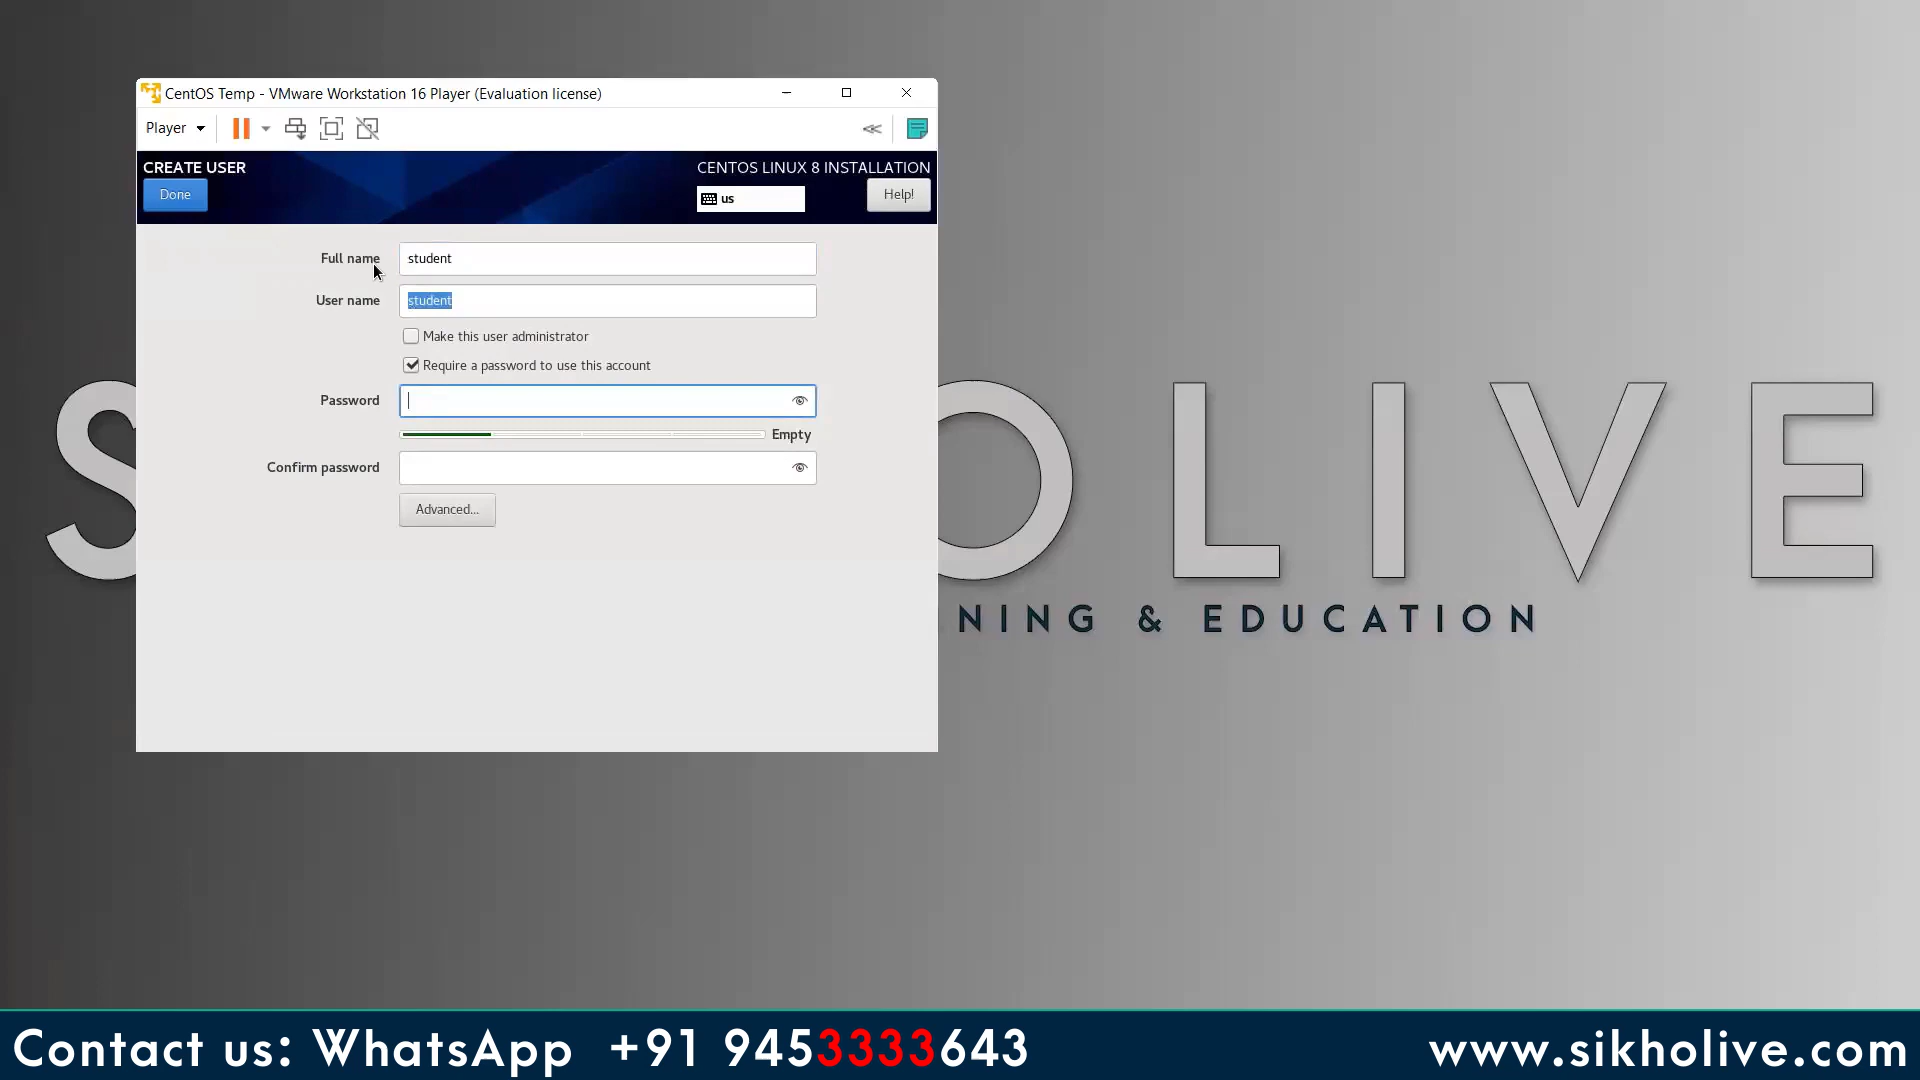 CentOS Temp - VMware Workstation 16 Player (Evaluation license)
Player
CREATE USER
CENTOS LINUX 8 INSTALLATION
Done
us
Help!
Full name
student
User name
student
Make this user administrator
Require a password to use this account
Password
Empty
Confirm password
Advanced...
S O L I V E
NING & EDUCATION
Contact us: WhatsApp +91 9453333643
www.sikholive.com